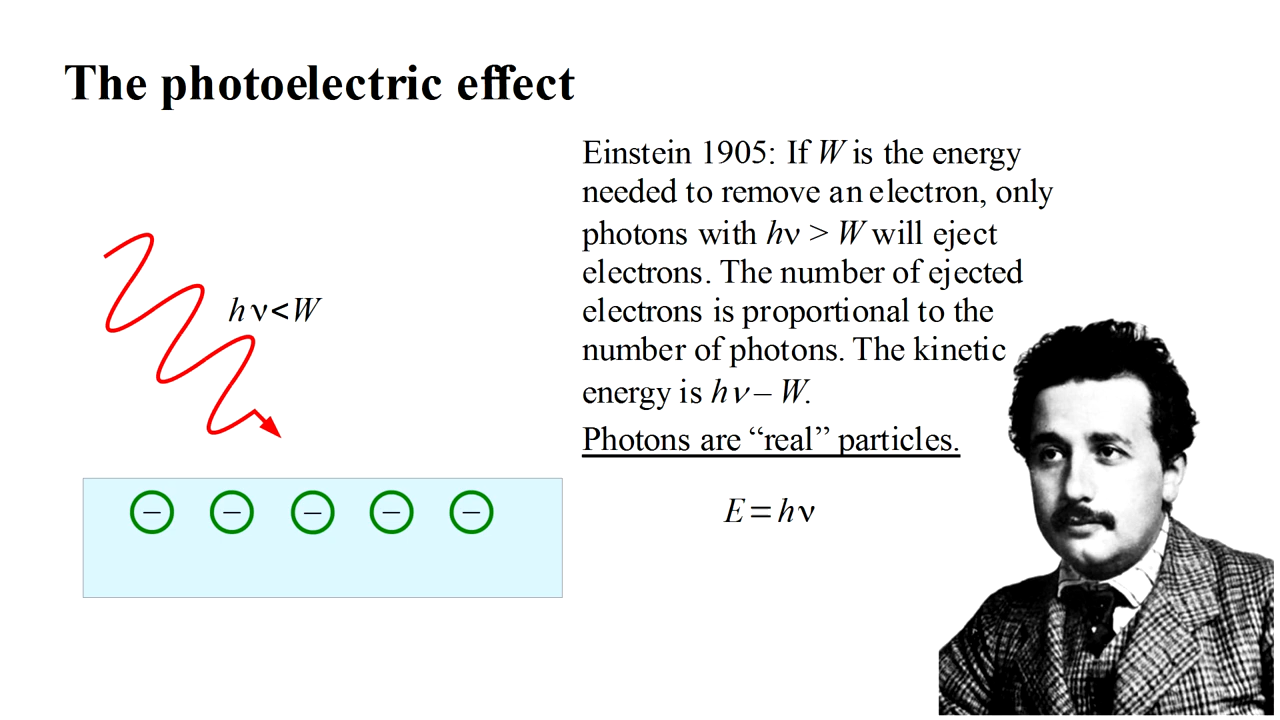 The photoelectric effect
Einstein 1905: If W is the energy
needed to remove an electron, only
photons with hν > W will eject
electrons. The number of ejected
electrons is proportional to the
number of photons. The kinetic
energy is hν – W.
Photons are “real” particles.
E=hν
hν<W
− − − − −